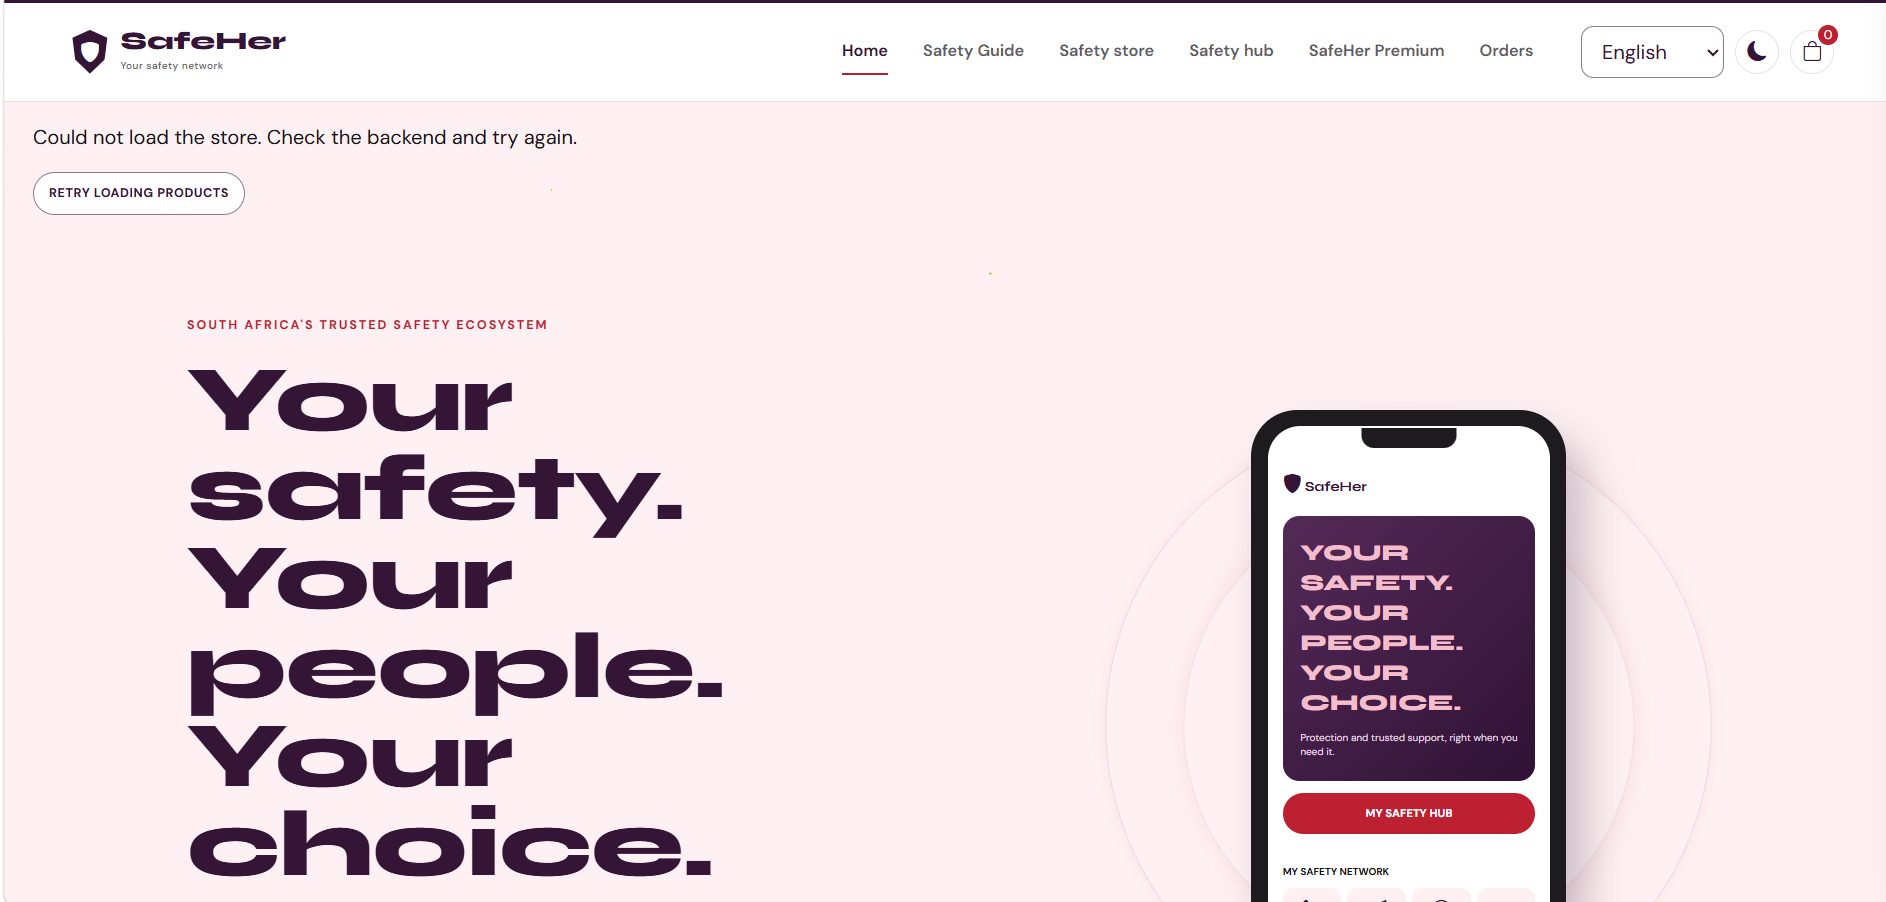 SafeHer
Your safety network
Home
Safety Guide
Safety store
Safety hub
SafeHer Premium
Orders
English
0
Could not load the store. Check the backend and try again.
RETRY LOADING PRODUCTS
SOUTH AFRICA'S TRUSTED SAFETY ECOSYSTEM
Your
safety.
Your
people.
Your
choice.
SafeHer
YOUR
SAFETY.
YOUR
PEOPLE.
YOUR
CHOICE.
Protection and trusted support, right when you
need it.
MY SAFETY HUB
MY SAFETY NETWORK